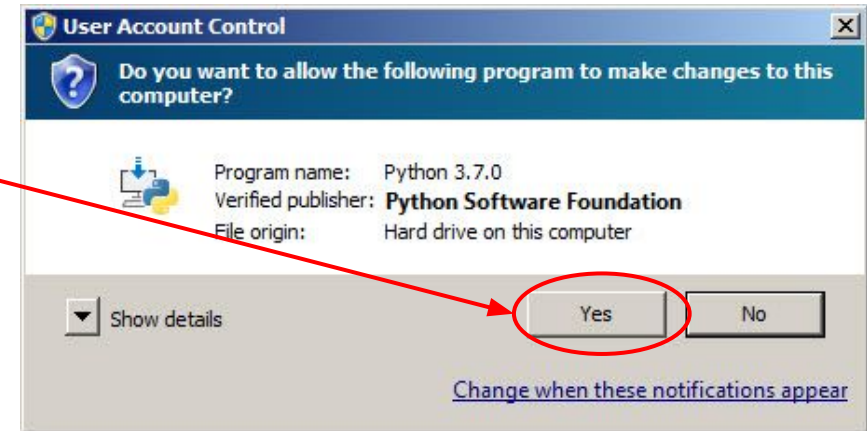 User Account Control
Do you want to allow the following program to make changes to this
computer?
Program name: Python 3.7.0
Verified publisher: Python Software Foundation
File origin: Hard drive on this computer
Show details
Yes No
Change when these notifications appear